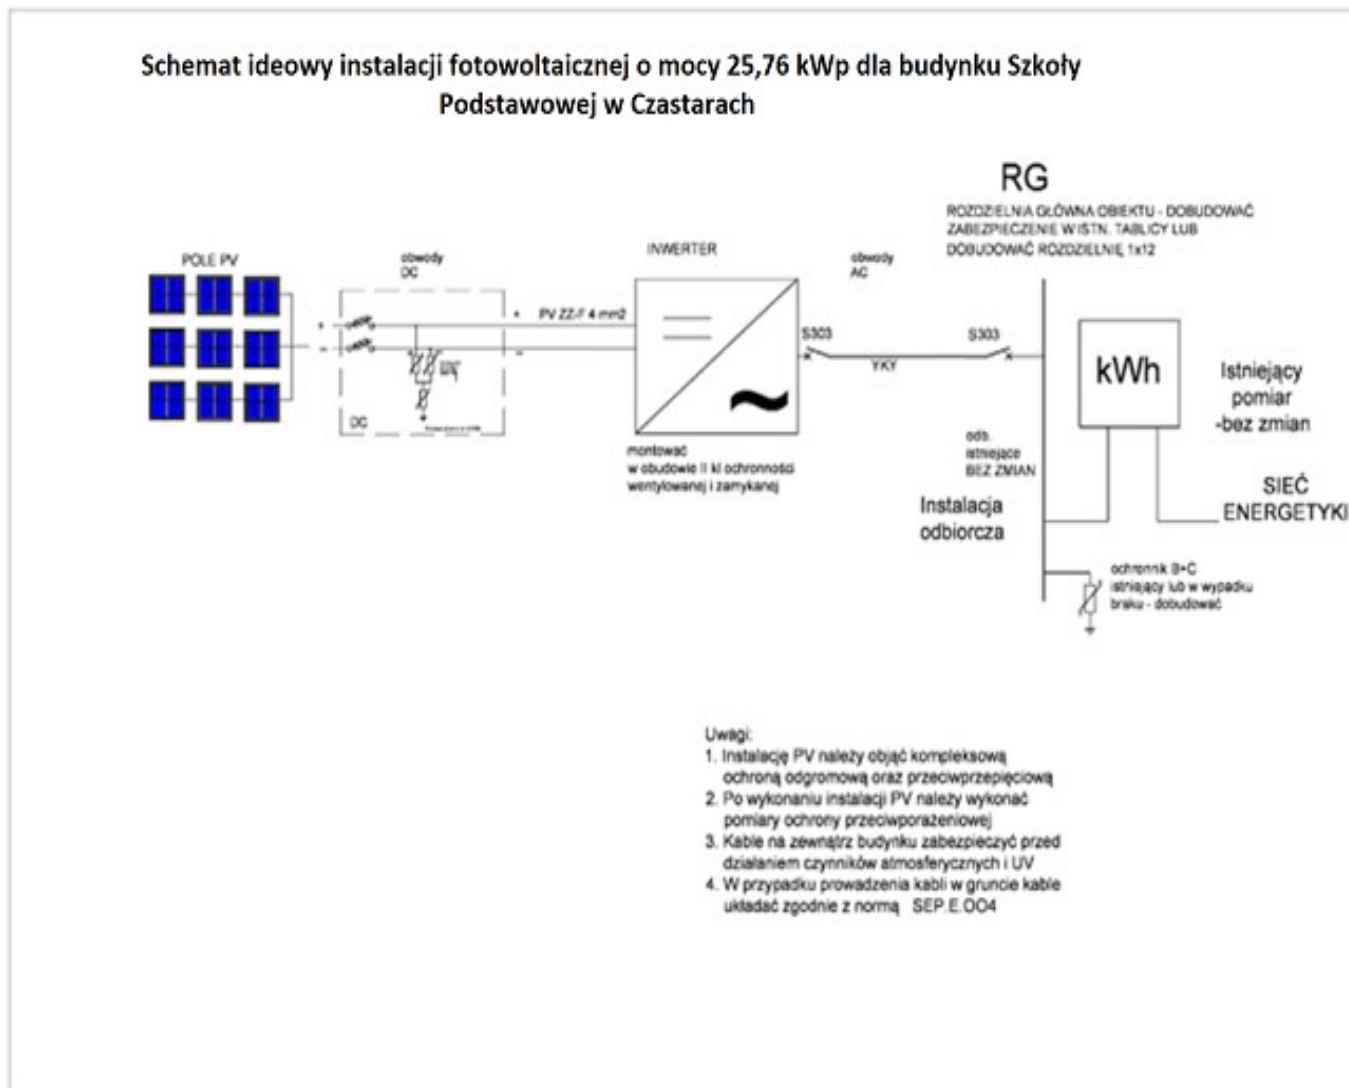 Schemat ideowy instalacji fotowoltaicznej o mocy 25,76 kWp dla budynku Szkoły
Podstawowej w Czastarach
RG
ROZDZIELNIA GŁÓWNA OBIEKTU - DOBUDOWAĆ
ZABEZPIECZENIE W ISTN. TABLICY LUB
DOBUDOWAĆ ROZDZIELNIĘ 1x12
POLE PV
obwody
DC
INWERTER
obwody
AC
+
+
PV ZZ-F 4 mm2
-
-
DC
S303
S303
YKY
kWh
Istniejący
pomiar
-bez zmian
montować
w obudowie II kl ochronności
wentylowanej i zamykanej
odb.
istniejące
BEZ ZMIAN
Instalacja
odbiorcza
SIEĆ
ENERGETYKI
ochronnik B+C
istniejący lub w wypadku
braku - dobudować
Uwagi:
1. Instalację PV należy objąć kompleksową
ochroną odgromową oraz przeciwprzepięciową
2. Po wykonaniu instalacji PV należy wykonać
pomiary ochrony przeciwporażeniowej
3. Kable na zewnątrz budynku zabezpieczyć przed
działaniem czynników atmosferycznych i UV
4. W przypadku prowadzenia kabli w gruncie kable
układać zgodnie z normą SEP.E.OO4